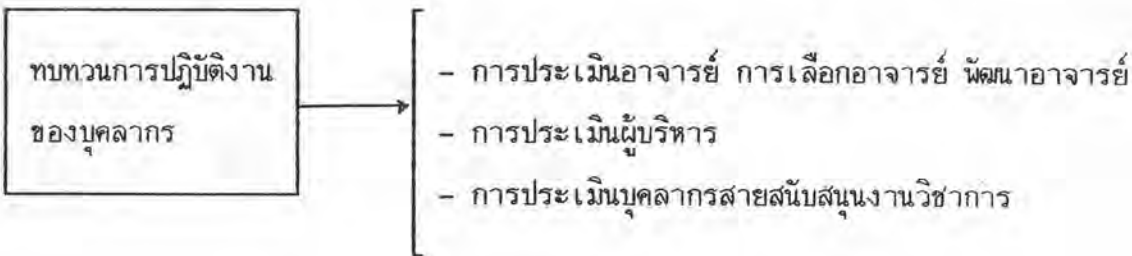 ทบทวนการปฏิบัติงาน
ของบุคลากร
- การประเมินอาจารย์ การเลือกอาจารย์ พัฒนาอาจารย์
- การประเมินผู้บริหาร
- การประเมินบุคลากรสายสนับสนุนงานวิชาการ